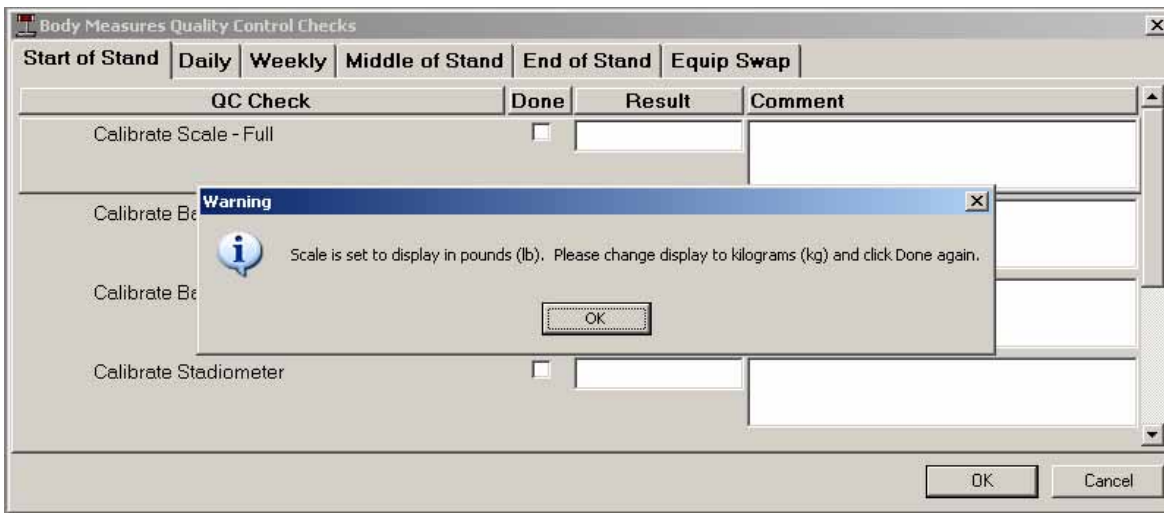 Body Measures Quality Control Checks
Start of Stand Daily Weekly Middle of Stand End of Stand Equip Swap
QC Check Done Result Comment
Calibrate Scale - Full
Warning
Calibrate
Scale is set to display in pounds (lb). Please change display to kilograms (kg) and click Done again.
Calibrate
OK
Calibrate Stadiometer
OK Cancel